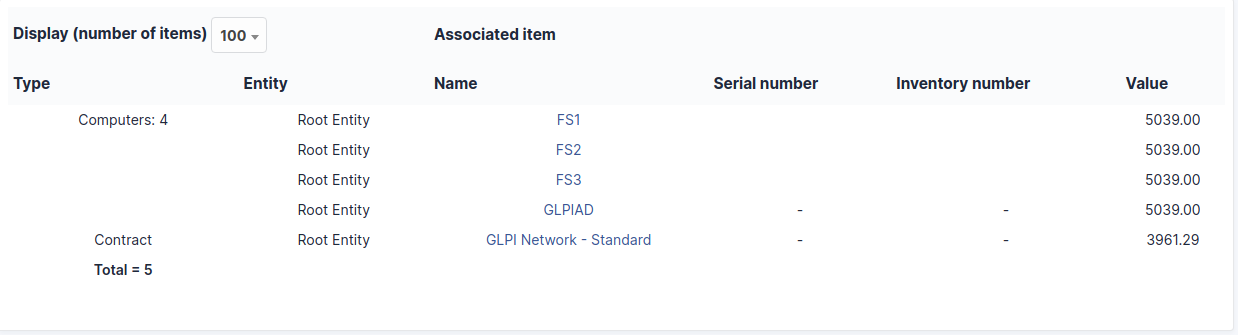 Display (number of items) 100 Associated item
Type Entity Name Serial number Inventory number Value
Computers: 4 Root Entity FS1 5039.00
Root Entity FS2 5039.00
Root Entity FS3 5039.00
Root Entity GLPIAD - - 5039.00
Contract Root Entity GLPI Network - Standard - - 3961.29
Total = 5